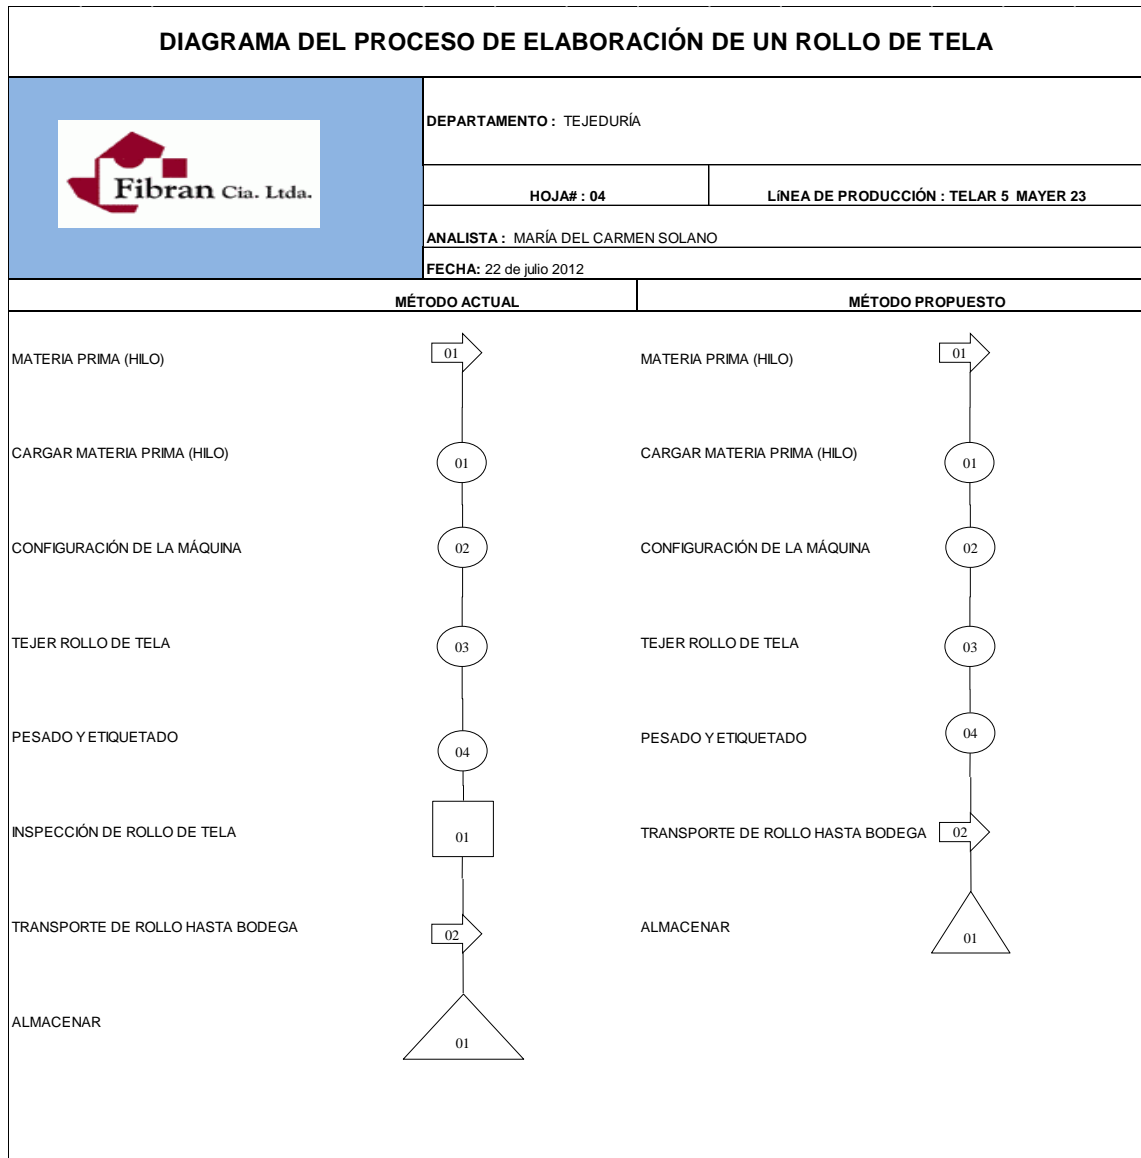 DIAGRAMA DEL PROCESO DE ELABORACIÓN DE UN ROLLO DE TELA
Fibran Cia. Ltda.
DEPARTAMENTO : TEJEDURÍA
HOJA# : 04
LíNEA DE PRODUCCIÓN : TELAR 5 MAYER 23
ANALISTA : MARÍA DEL CARMEN SOLANO
FECHA: 22 de julio 2012
MÉTODO ACTUAL
MATERIA PRIMA (HILO) 01
CARGAR MATERIA PRIMA (HILO) 01
CONFIGURACIÓN DE LA MÁQUINA 02
TEJER ROLLO DE TELA 03
PESADO Y ETIQUETADO 04
INSPECCIÓN DE ROLLO DE TELA 01
TRANSPORTE DE ROLLO HASTA BODEGA 02
ALMACENAR 01
MÉTODO PROPUESTO
MATERIA PRIMA (HILO) 01
CARGAR MATERIA PRIMA (HILO) 01
CONFIGURACIÓN DE LA MÁQUINA 02
TEJER ROLLO DE TELA 03
PESADO Y ETIQUETADO 04
TRANSPORTE DE ROLLO HASTA BODEGA 02
ALMACENAR 01